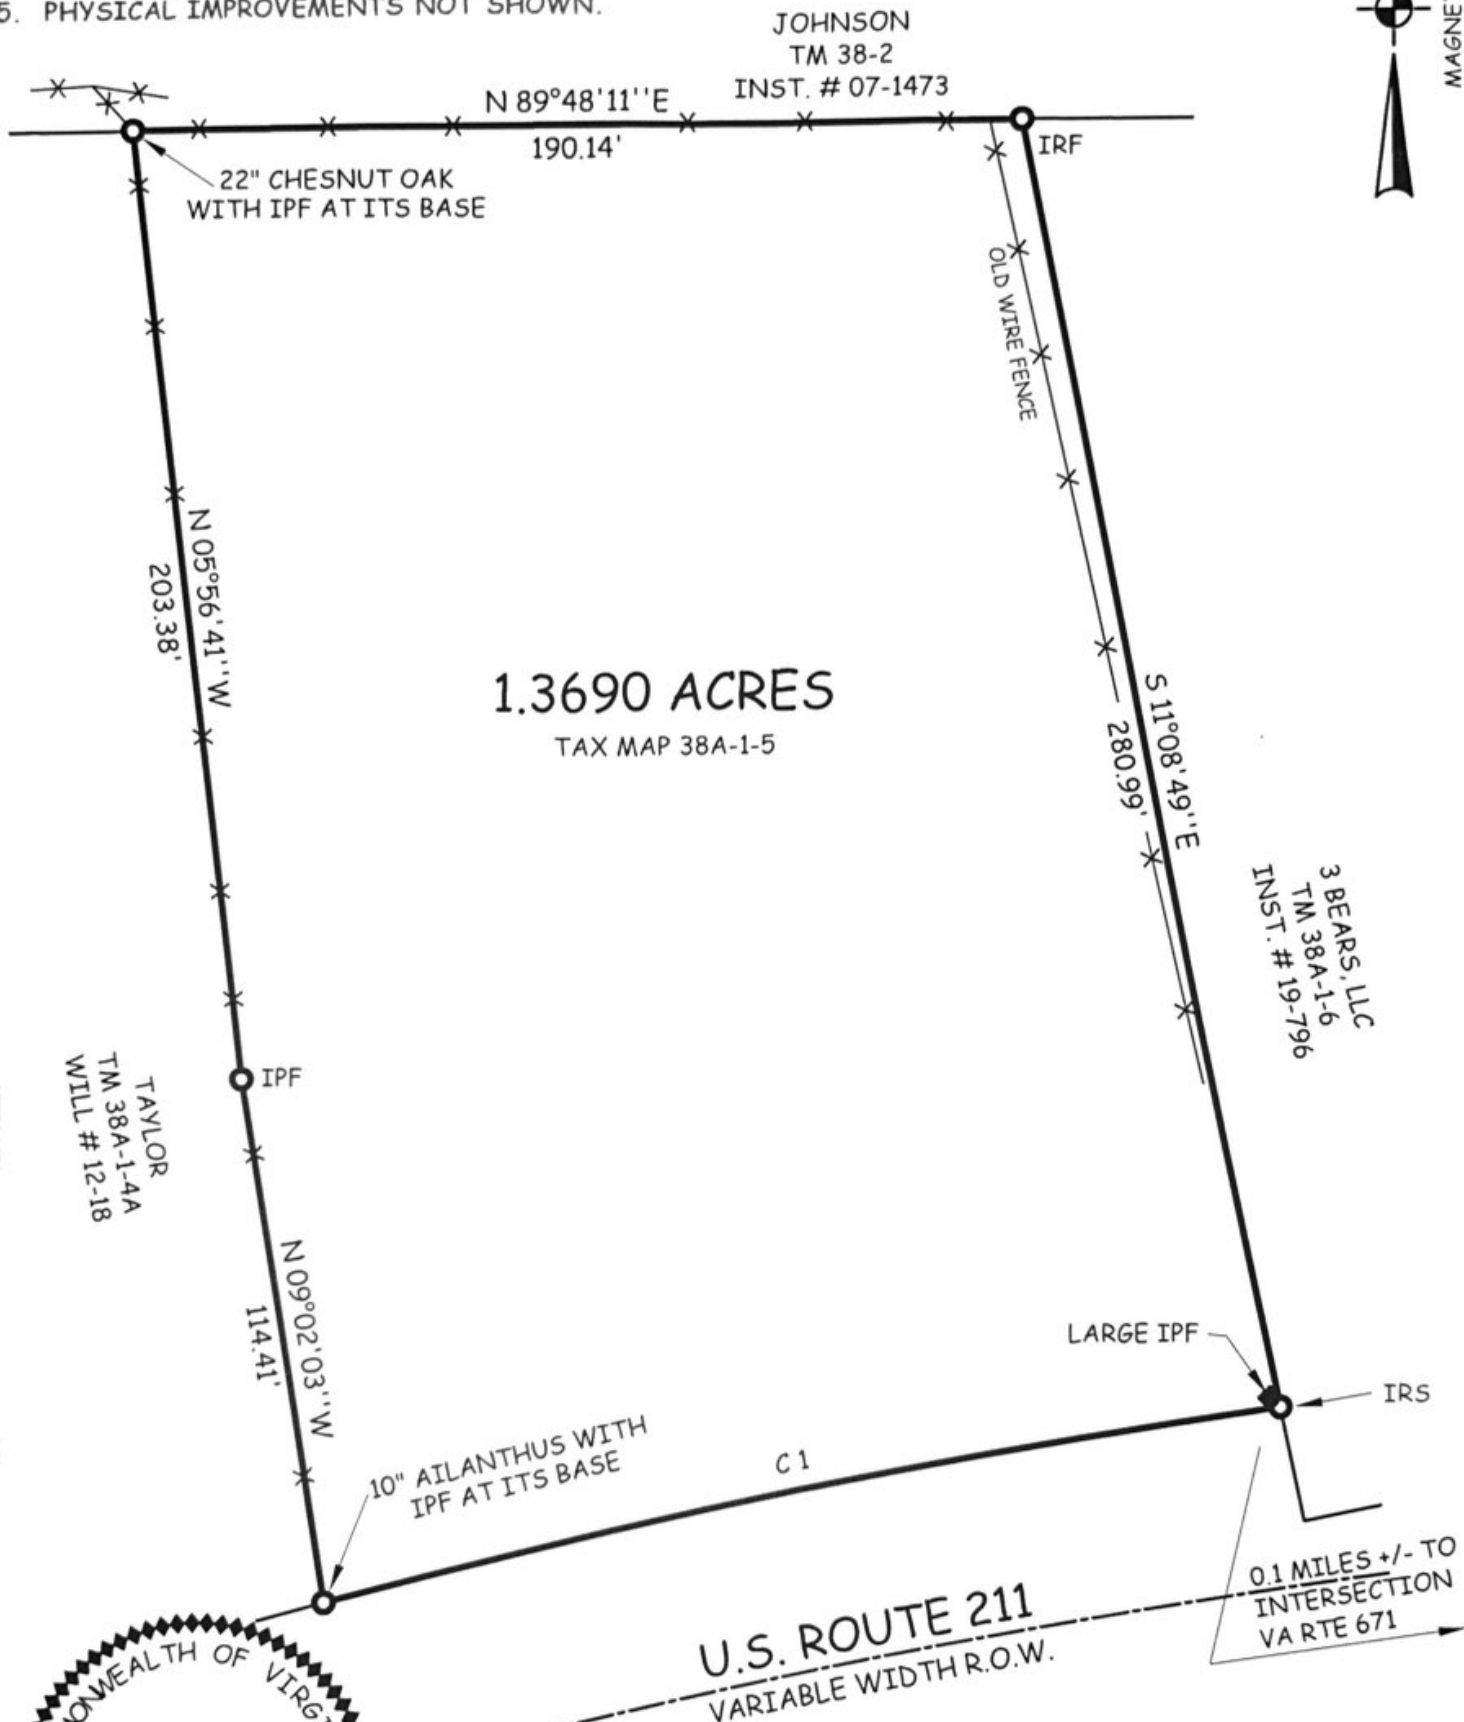 5. PHYSICAL IMPROVEMENTS NOT SHOWN.
JOHNSON
TM 38-2
INST. # 07-1473
N 89°48'11''E
190.14'
IRF
22" CHESNUT OAK
WITH IPF AT ITS BASE
OLD WIRE FENCE
N 05°56'41''W
203.38'
1.3690 ACRES
TAX MAP 38A-1-5
S 11°08'49''E
280.99'
3 BEARS, LLC
TM 38A-1-6
INST. # 19-796
IPF
TAYLOR
TM 38A-1-4A
WILL # 12-18
N 09°02'03''W
114.41'
LARGE IPF
IRS
10" AILANTHUS WITH
IPF AT ITS BASE
C 1
0.1 MILES +/- TO
INTERSECTION
VA RTE 671
U.S. ROUTE 211
VARIABLE WIDTH R.O.W.
OF